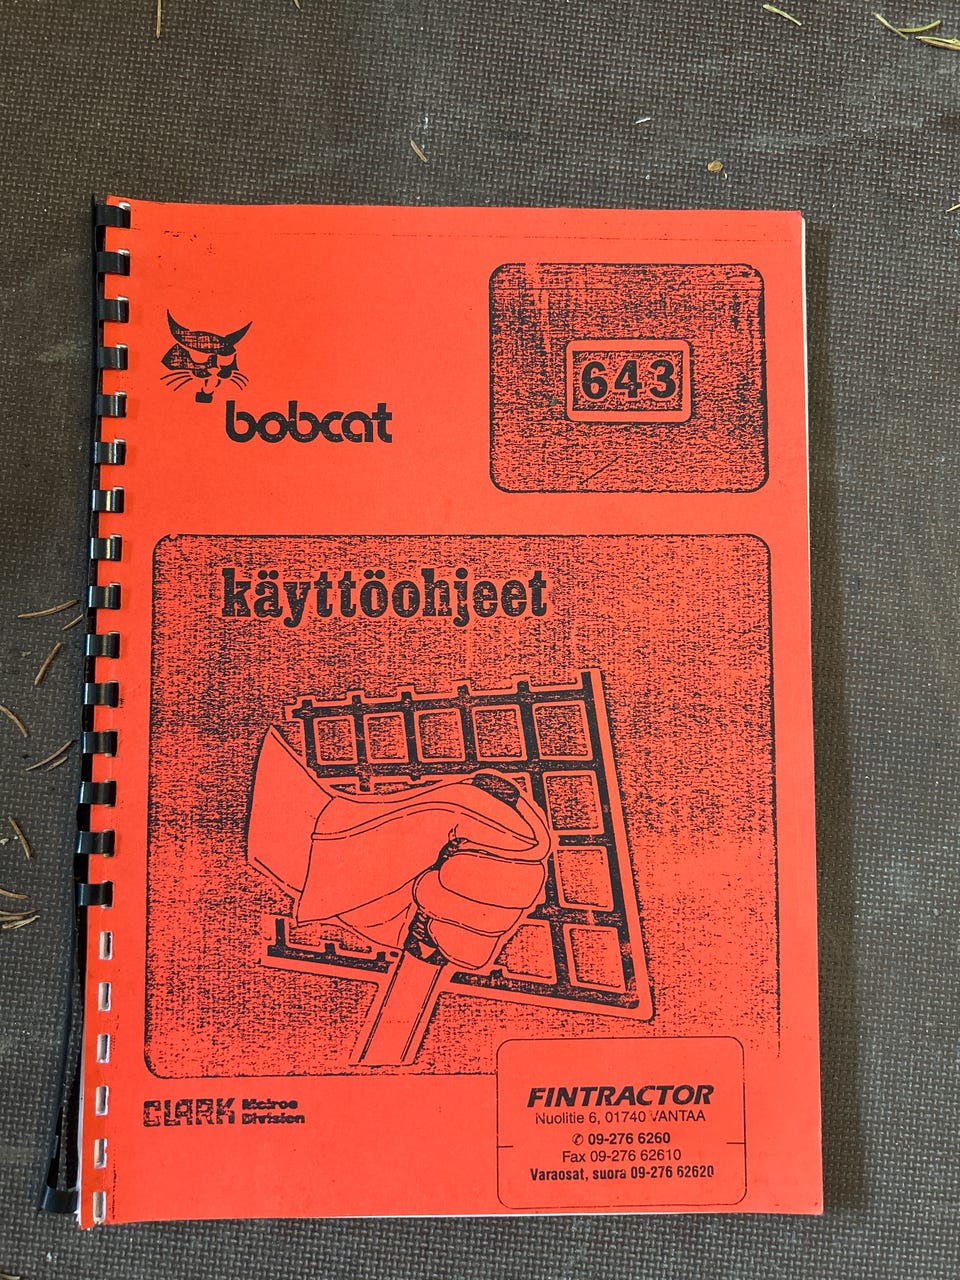 bobcat
643
käyttöohjeet
CLARK Melroe
Division
FINTRACTOR
Nuolitie 6, 01740 VANTAA
✆ 09-276 6260
Fax 09-276 62610
Varaosat, suora 09-276 62620